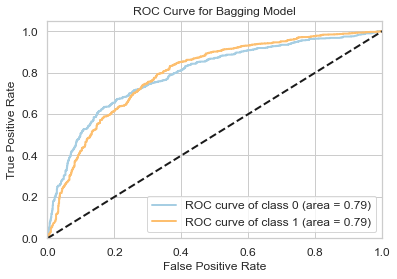 ROC Curve for Bagging Model
True Positive Rate
1.0
0.8
0.6
0.4
0.2
0.0
ROC curve of class 0 (area = 0.79)
ROC curve of class 1 (area = 0.79)
0.0 0.2 0.4 0.6 0.8 1.0
False Positive Rate